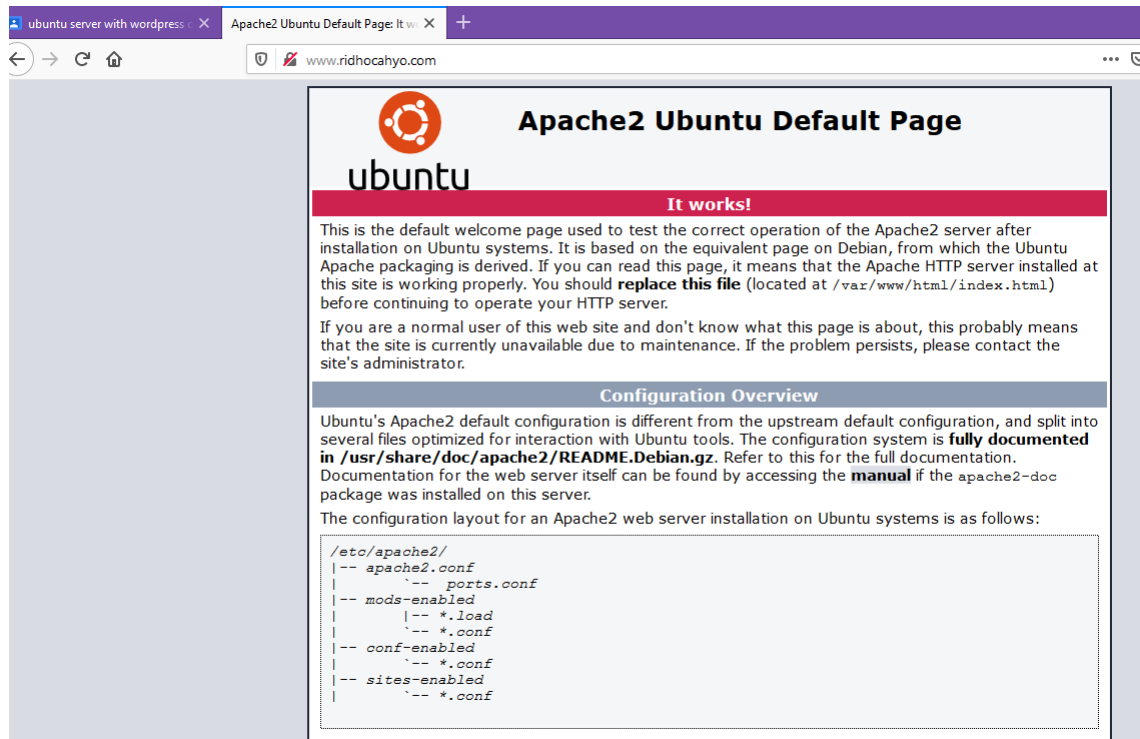 ubuntu server with wordpress
Apache2 Ubuntu Default Page: It
www.ridhocahyo.com
ubuntu
Apache2 Ubuntu Default Page
It works!
This is the default welcome page used to test the correct operation of the Apache2 server after
installation on Ubuntu systems. It is based on the equivalent page on Debian, from which the Ubuntu
Apache packaging is derived. If you can read this page, it means that the Apache HTTP server installed at
this site is working properly. You should replace this file (located at /var/www/html/index.html)
before continuing to operate your HTTP server.
If you are a normal user of this web site and don't know what this page is about, this probably means
that the site is currently unavailable due to maintenance. If the problem persists, please contact the
site's administrator.
Configuration Overview
Ubuntu's Apache2 default configuration is different from the upstream default configuration, and split into
several files optimized for interaction with Ubuntu tools. The configuration system is fully documented
in /usr/share/doc/apache2/README.Debian.gz. Refer to this for the full documentation.
Documentation for the web server itself can be found by accessing the manual if the apache2-doc
package was installed on this server.
The configuration layout for an Apache2 web server installation on Ubuntu systems is as follows:
/etc/apache2/
|-- apache2.conf
|       `--  ports.conf
|-- mods-enabled
|       |-- *.load
|       `-- *.conf
|-- conf-enabled
|       `-- *.conf
|-- sites-enabled
|       `-- *.conf